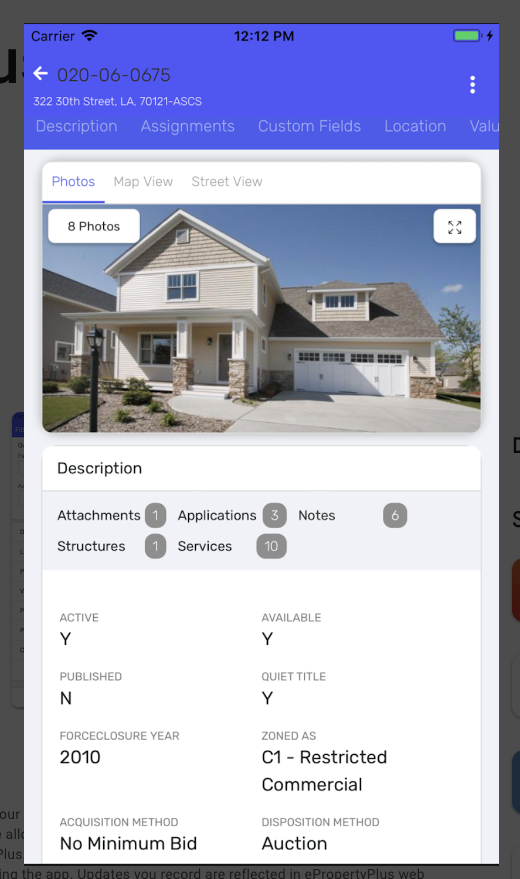 Carrier 12:12 PM
020-06-0675
322 30th Street, LA, 70121-ASCS
Description Assignments Custom Fields Location Valu
Photos Map View Street View
8 Photos
Description
Attachments 1 Applications 3 Notes 6
Structures 1 Services 10
ACTIVE AVAILABLE
Y Y
PUBLISHED QUIET TITLE
N Y
FORCECLOSURE YEAR ZONED AS
2010 C1 - Restricted
Commercial
ACQUISITION METHOD DISPOSITION METHOD
No Minimum Bid Auction
our
allo
Plus
ing the app. Updates you record are reflected in ePropertyPlus web